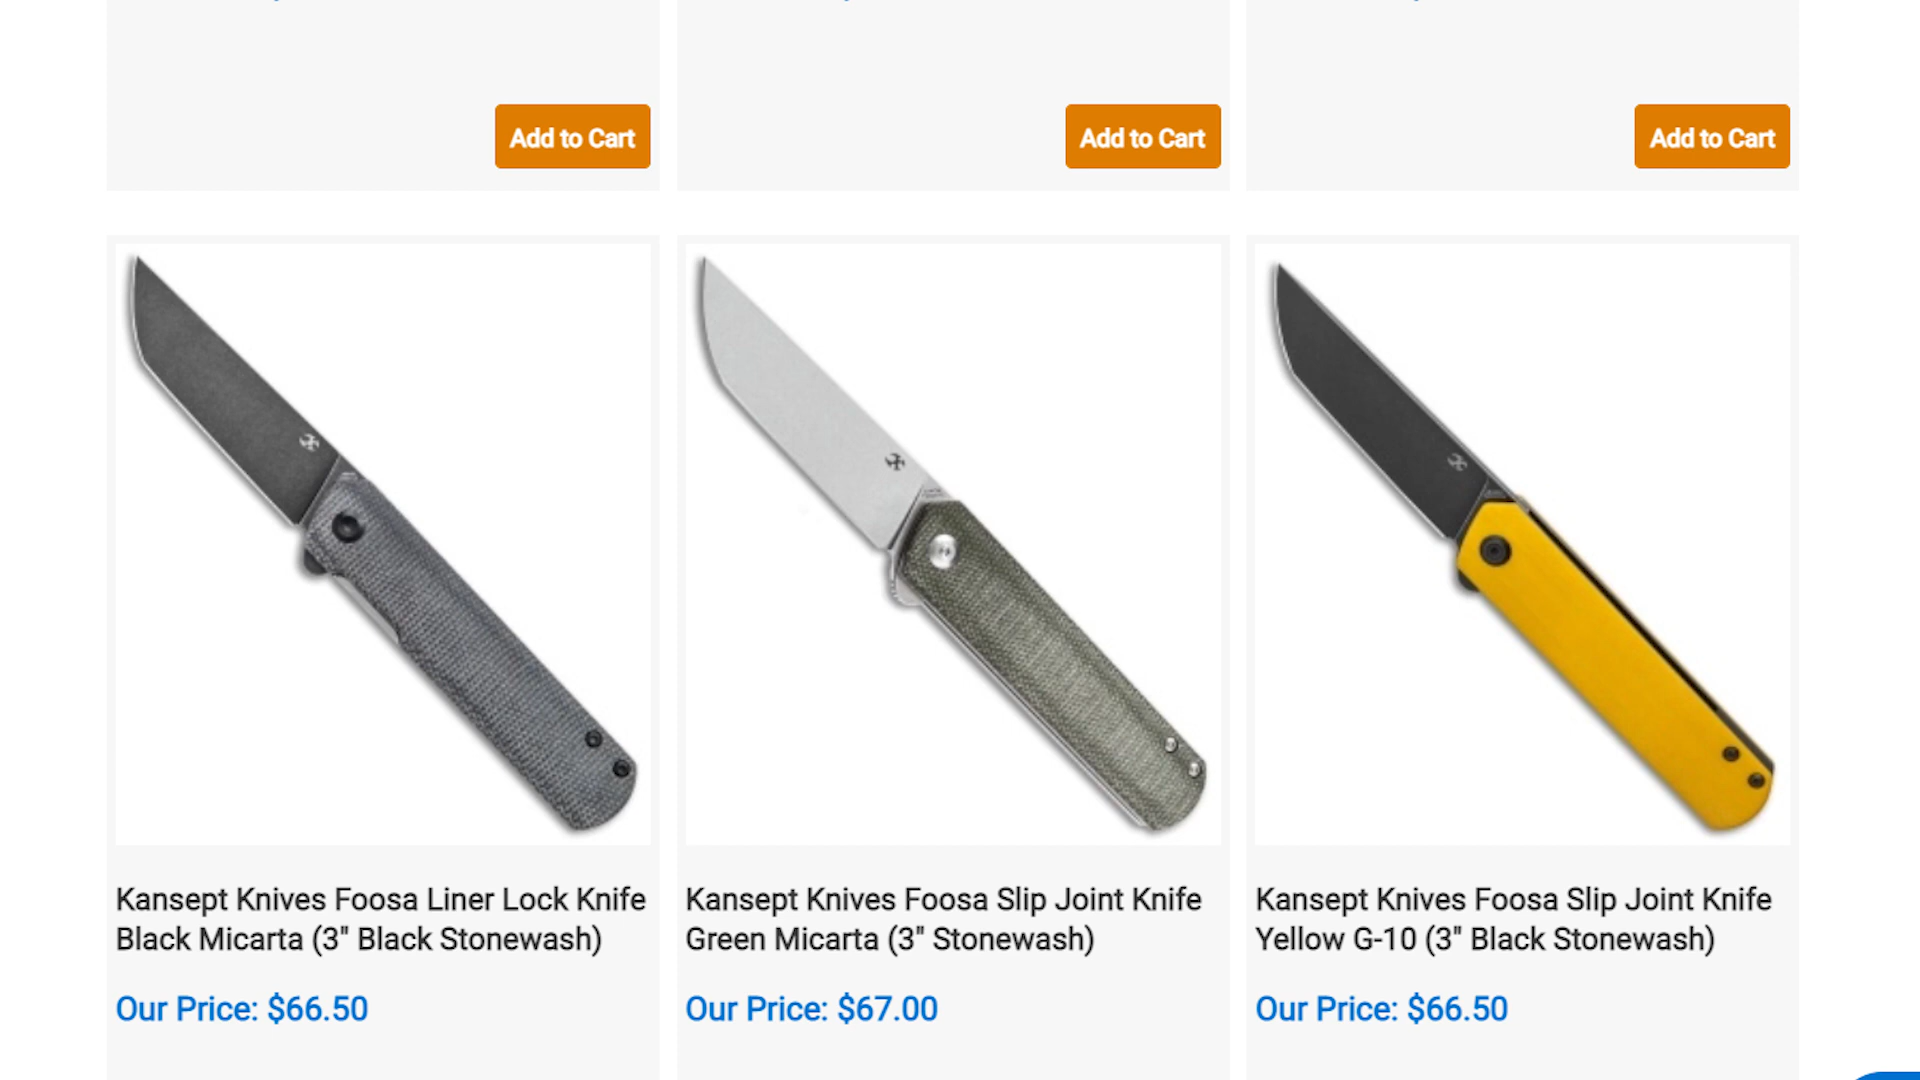 Add to Cart
Add to Cart
Add to Cart
Kansept Knives Foosa Liner Lock Knife
Black Micarta (3" Black Stonewash)
Our Price: $66.50
Kansept Knives Foosa Slip Joint Knife
Green Micarta (3" Stonewash)
Our Price: $67.00
Kansept Knives Foosa Slip Joint Knife
Yellow G-10 (3" Black Stonewash)
Our Price: $66.50